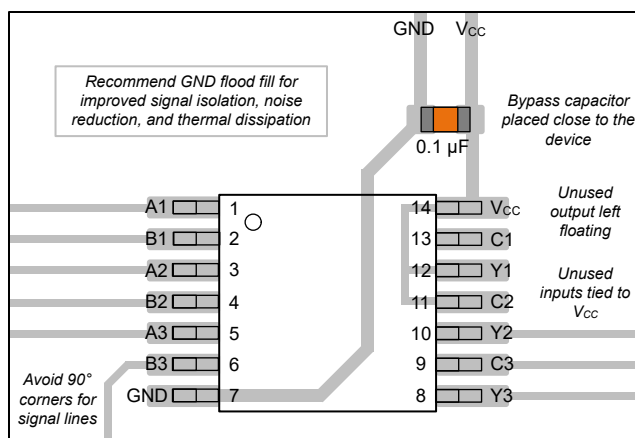 GND VCC
Recommend GND flood fill for
improved signal isolation, noise
reduction, and thermal dissipation
Bypass capacitor
placed close to the
device
0.1 µF
A1 1 14 VCC
B1 2 13 C1
A2 3 12 Y1
B2 4 11 C2
A3 5 10 Y2
B3 6 9 C3
GND 7 8 Y3
Unused
output left
floating
Unused
inputs tied to
VCC
Avoid 90°
corners for
signal lines